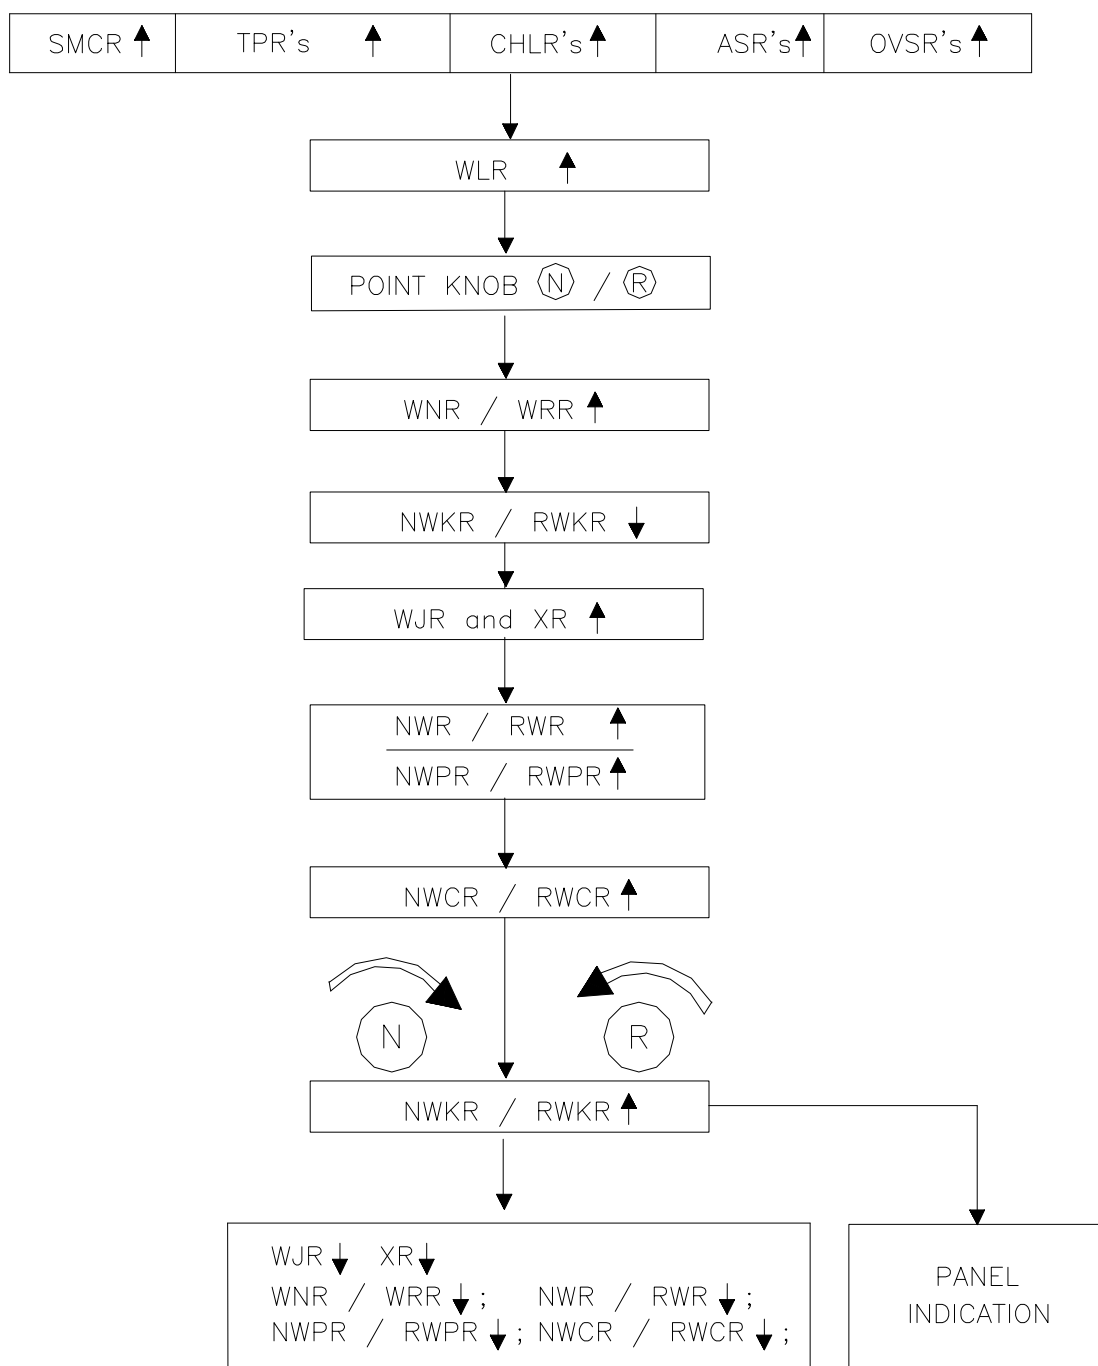 SMCR ↑ TPR's ↑ CHLR's ↑ ASR's ↑ OVSR's ↑
WLR ↑
POINT KNOB Ⓝ / Ⓡ
WNR / WRR ↑
NWKR / RWKR ↓
WJR and XR ↑
NWR / RWR ↑
NWPR / RWPR ↑
NWCR / RWCR ↑
N R
NWKR / RWKR ↑
WJR ↓ XR ↓
WNR / WRR ↓ ; NWR / RWR ↓ ;
NWPR / RWPR ↓ ; NWCR / RWCR ↓ ;
PANEL
INDICATION